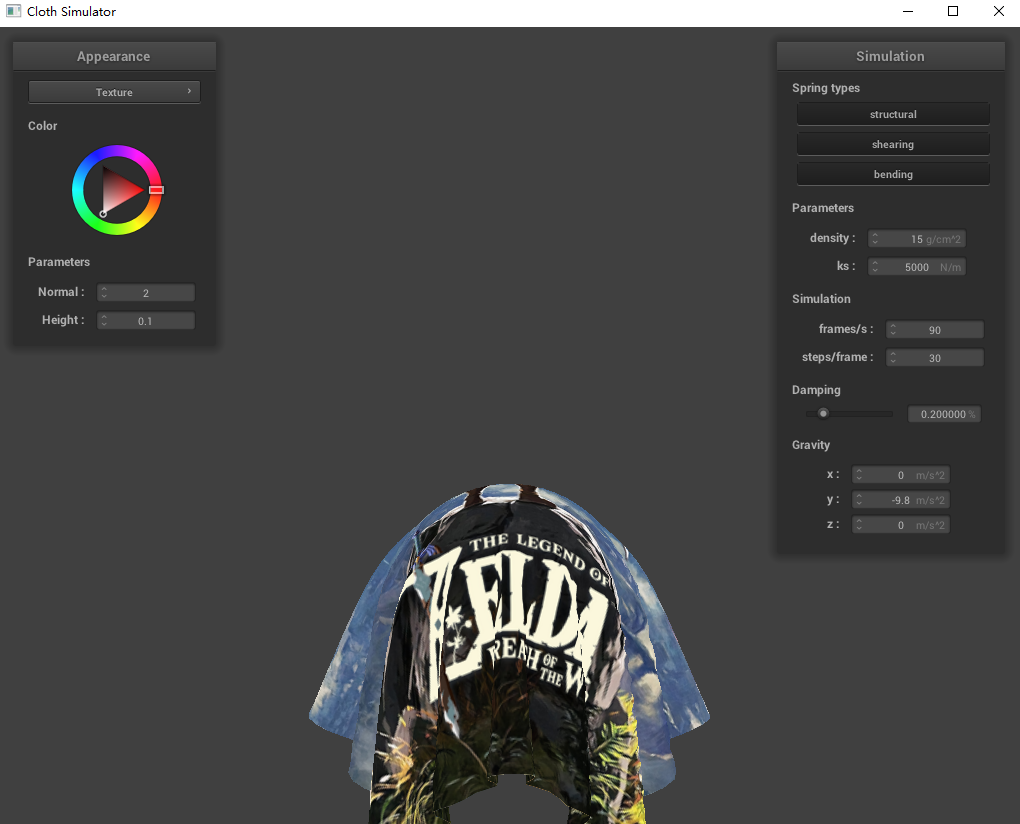 Cloth Simulator
Appearance
Texture
Color
Parameters
Normal : 2
Height : 0.1
Simulation
Spring types
structural
shearing
bending
Parameters
density : 15 g/cm^2
ks : 5000 N/m
Simulation
frames/s : 90
steps/frame : 30
Damping
0.200000 %
Gravity
x : 0 m/s^2
y : -9.8 m/s^2
z : 0 m/s^2
THE LEGEND OF
ZELDA
REATH OF
THE W